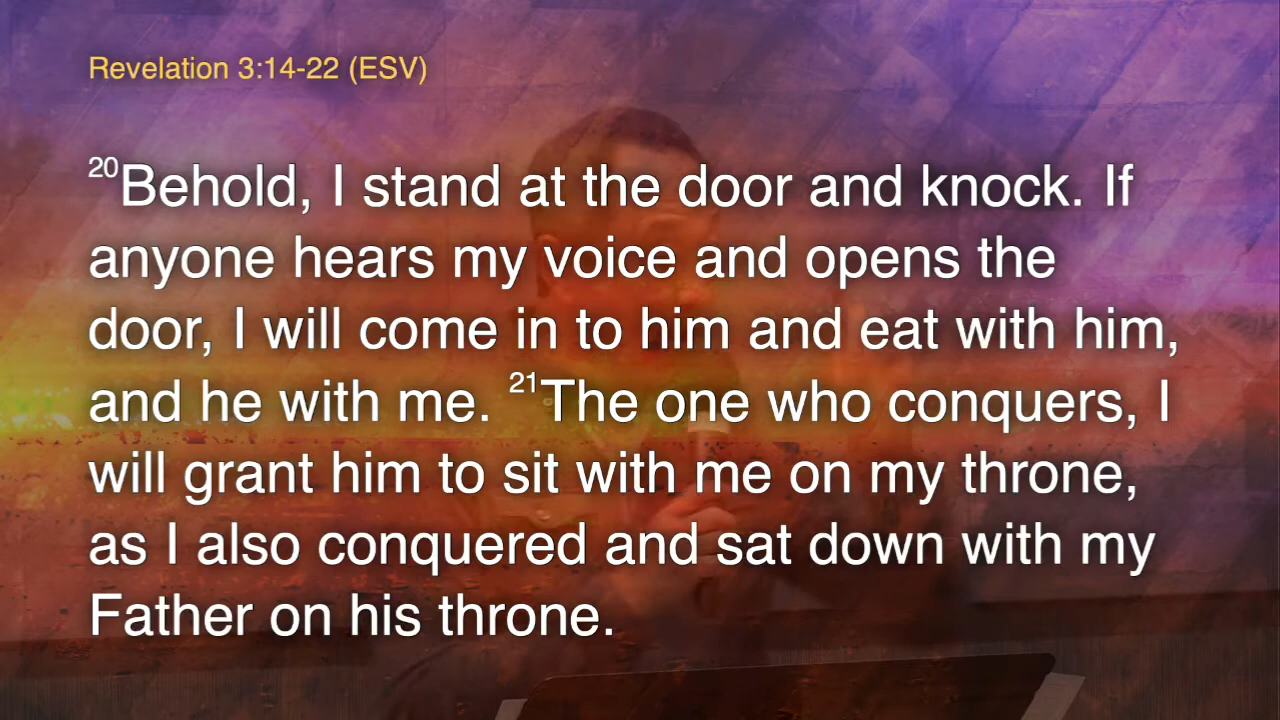 Revelation 3:14-22 (ESV)
20Behold, I stand at the door and knock. If
anyone hears my voice and opens the
door, I will come in to him and eat with him,
and he with me. 21The one who conquers, I
will grant him to sit with me on my throne,
as I also conquered and sat down with my
Father on his throne.